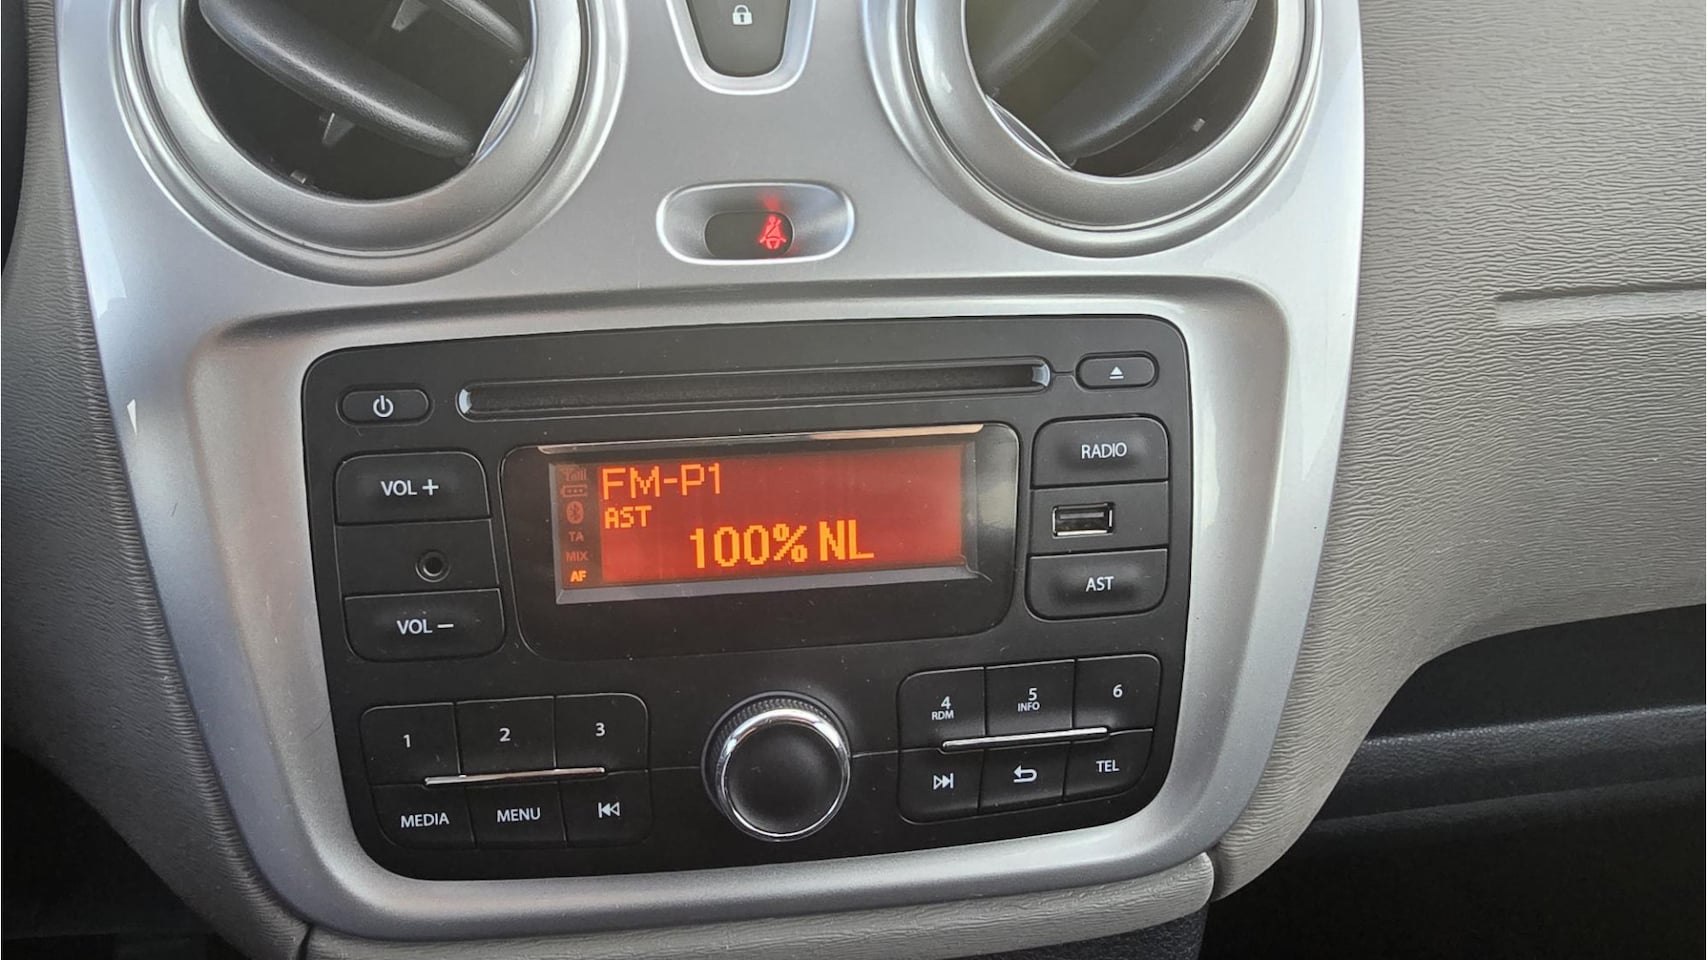 FM-P1
AST
TA
MIX
AF
100% NL
VOL +
VOL −
RADIO
AST
1
2
3
MEDIA
MENU
4
RDM
5
INFO
6
TEL